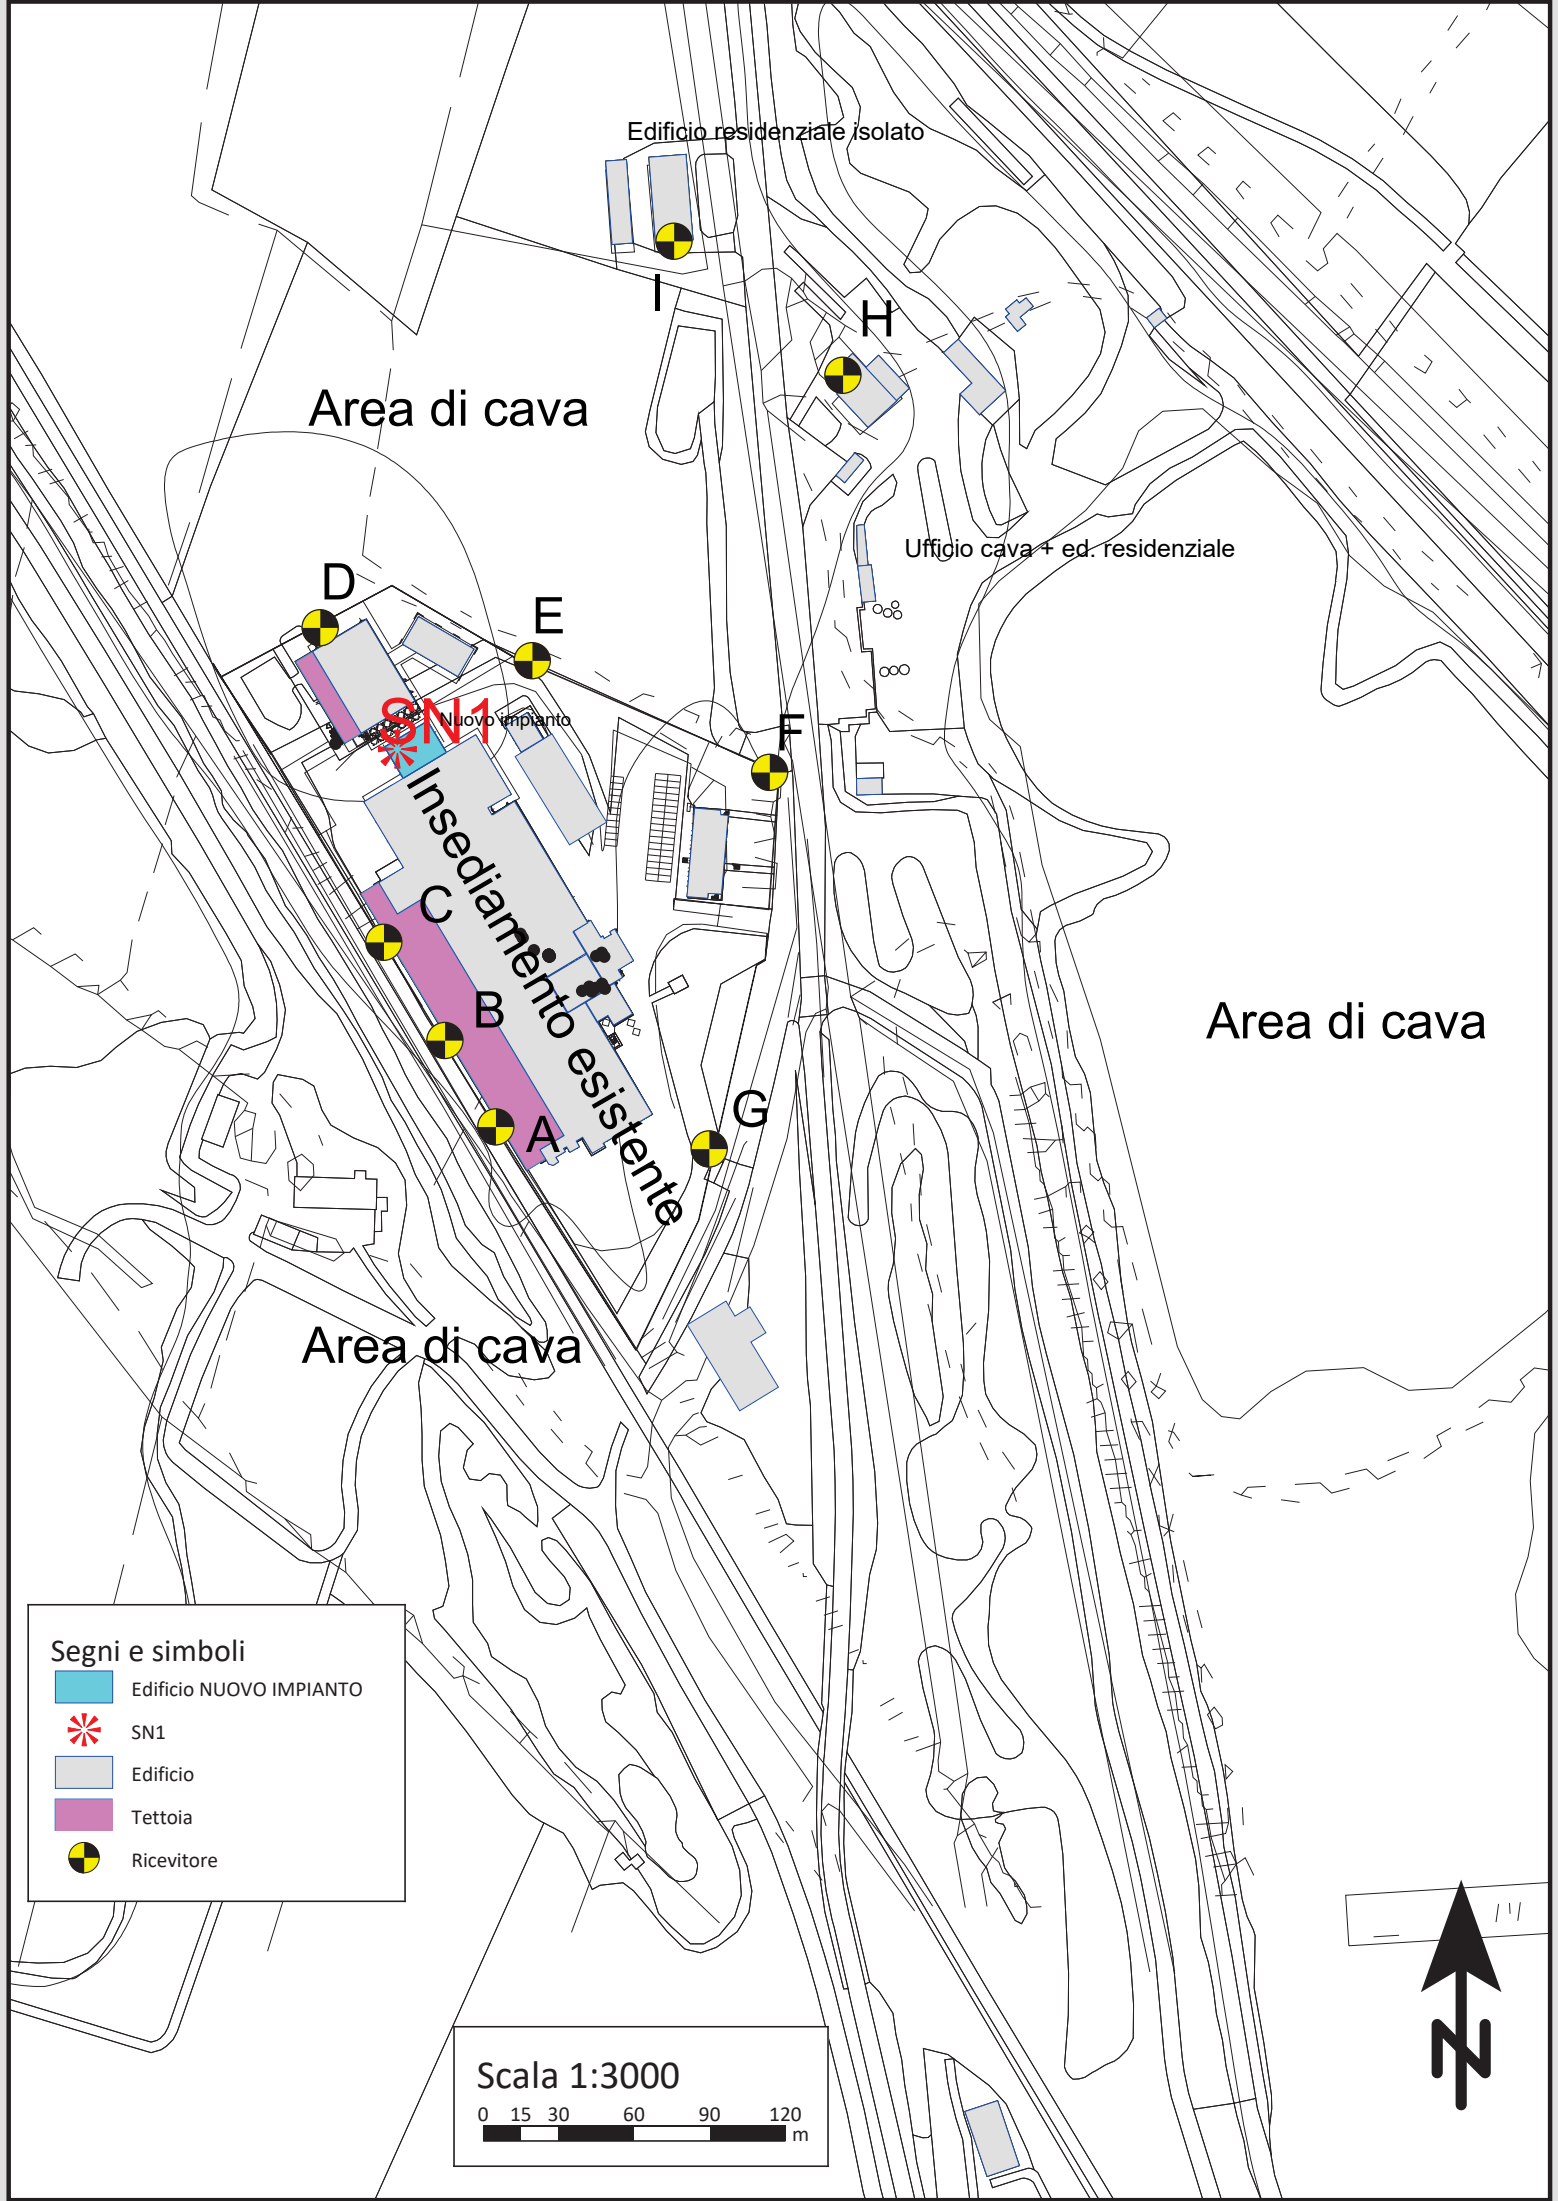 Edificio residenziale isolato
I
H
Area di cava
Ufficio cava + ed. residenziale
D
E
SN1
Nuovo impianto
F
Insediamento esistente
C
B
Area di cava
A
G
Area di cava
Segni e simboli
Edificio NUOVO IMPIANTO
SN1
Edificio
Tettoia
Ricevitore
Scala 1:3000
0 15 30 60 90 120
m
N